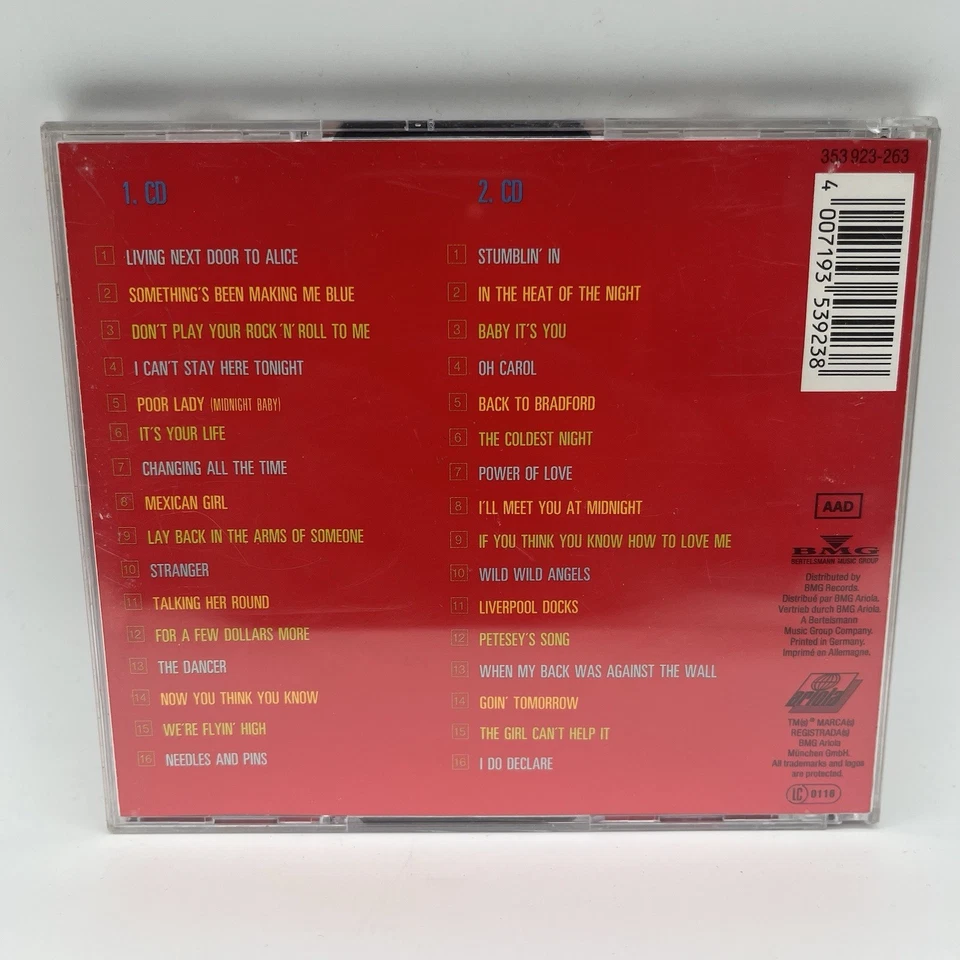 353 923-263
4 007193 539238
1. CD
1 LIVING NEXT DOOR TO ALICE
2 SOMETHING'S BEEN MAKING ME BLUE
3 DON'T PLAY YOUR ROCK 'N' ROLL TO ME
4 I CAN'T STAY HERE TONIGHT
5 POOR LADY (MIDNIGHT BABY)
6 IT'S YOUR LIFE
7 CHANGING ALL THE TIME
8 MEXICAN GIRL
9 LAY BACK IN THE ARMS OF SOMEONE
10 STRANGER
11 TALKING HER ROUND
12 FOR A FEW DOLLARS MORE
13 THE DANCER
14 NOW YOU THINK YOU KNOW
15 WE'RE FLYIN' HIGH
16 NEEDLES AND PINS
2. CD
1 STUMBLIN' IN
2 IN THE HEAT OF THE NIGHT
3 BABY IT'S YOU
4 OH CAROL
5 BACK TO BRADFORD
6 THE COLDEST NIGHT
7 POWER OF LOVE
8 I'LL MEET YOU AT MIDNIGHT
9 IF YOU THINK YOU KNOW HOW TO LOVE ME
10 WILD WILD ANGELS
11 LIVERPOOL DOCKS
12 PETESEY'S SONG
13 WHEN MY BACK WAS AGAINST THE WALL
14 GOIN' TOMORROW
15 THE GIRL CAN'T HELP IT
16 I DO DECLARE
AAD
BMG
BERTELSMANN MUSIC GROUP
Distributed by
BMG Records.
Distribué par BMG Ariola.
Vertrieb durch BMG Ariola.
A Bertelsmann
Music Group Company.
Printed in Germany.
Imprimé en Allemagne.
ariola
TM(s) ® MARCA(s)
REGISTRADA(s)
BMG Ariola
München GmbH.
All trademarks and logos
are protected.
LC 0116